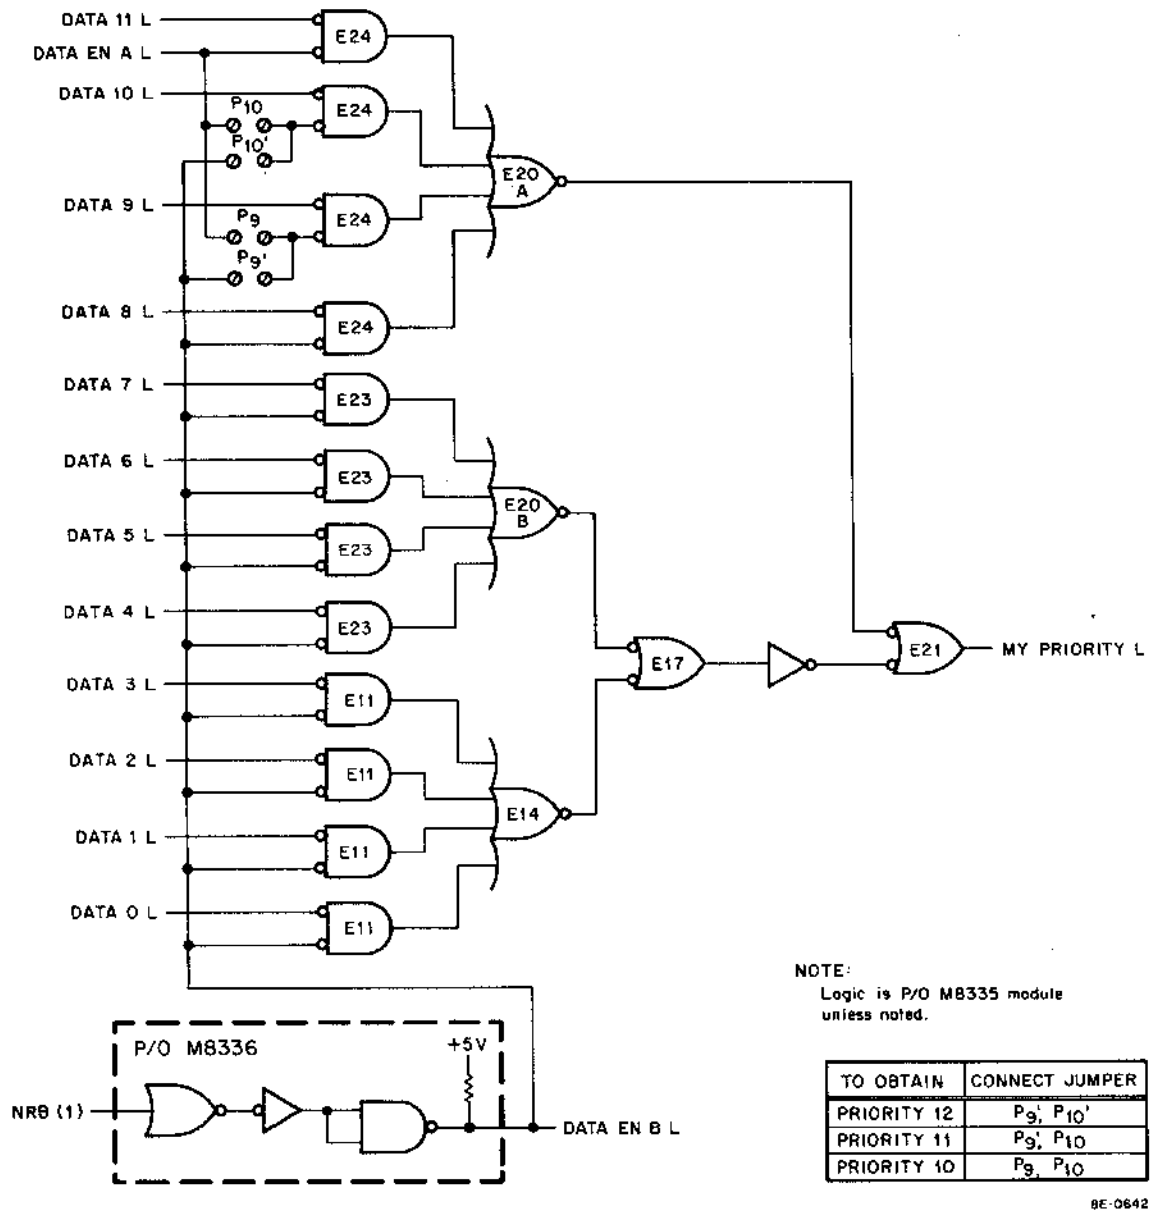 DATA 11 L
E24
DATA EN A L
DATA 10 L
P10
E24
P10'
E20
A
DATA 9 L
E24
P9
P9'
DATA 8 L
E24
DATA 7 L
E23
DATA 6 L
E23
E20
B
DATA 5 L
E23
DATA 4 L
E23
E17
E21
MY PRIORITY L
DATA 3 L
E11
DATA 2 L
E11
E14
DATA 1 L
E11
DATA 0 L
E11
NOTE:
Logic is P/O M8335 module
unless noted.
P/O M8336
+5V
NRB (1)
DATA EN B L
TO OBTAIN CONNECT JUMPER
PRIORITY 12 P9', P10'
PRIORITY 11 P9', P10
PRIORITY 10 P9, P10
8E-0642